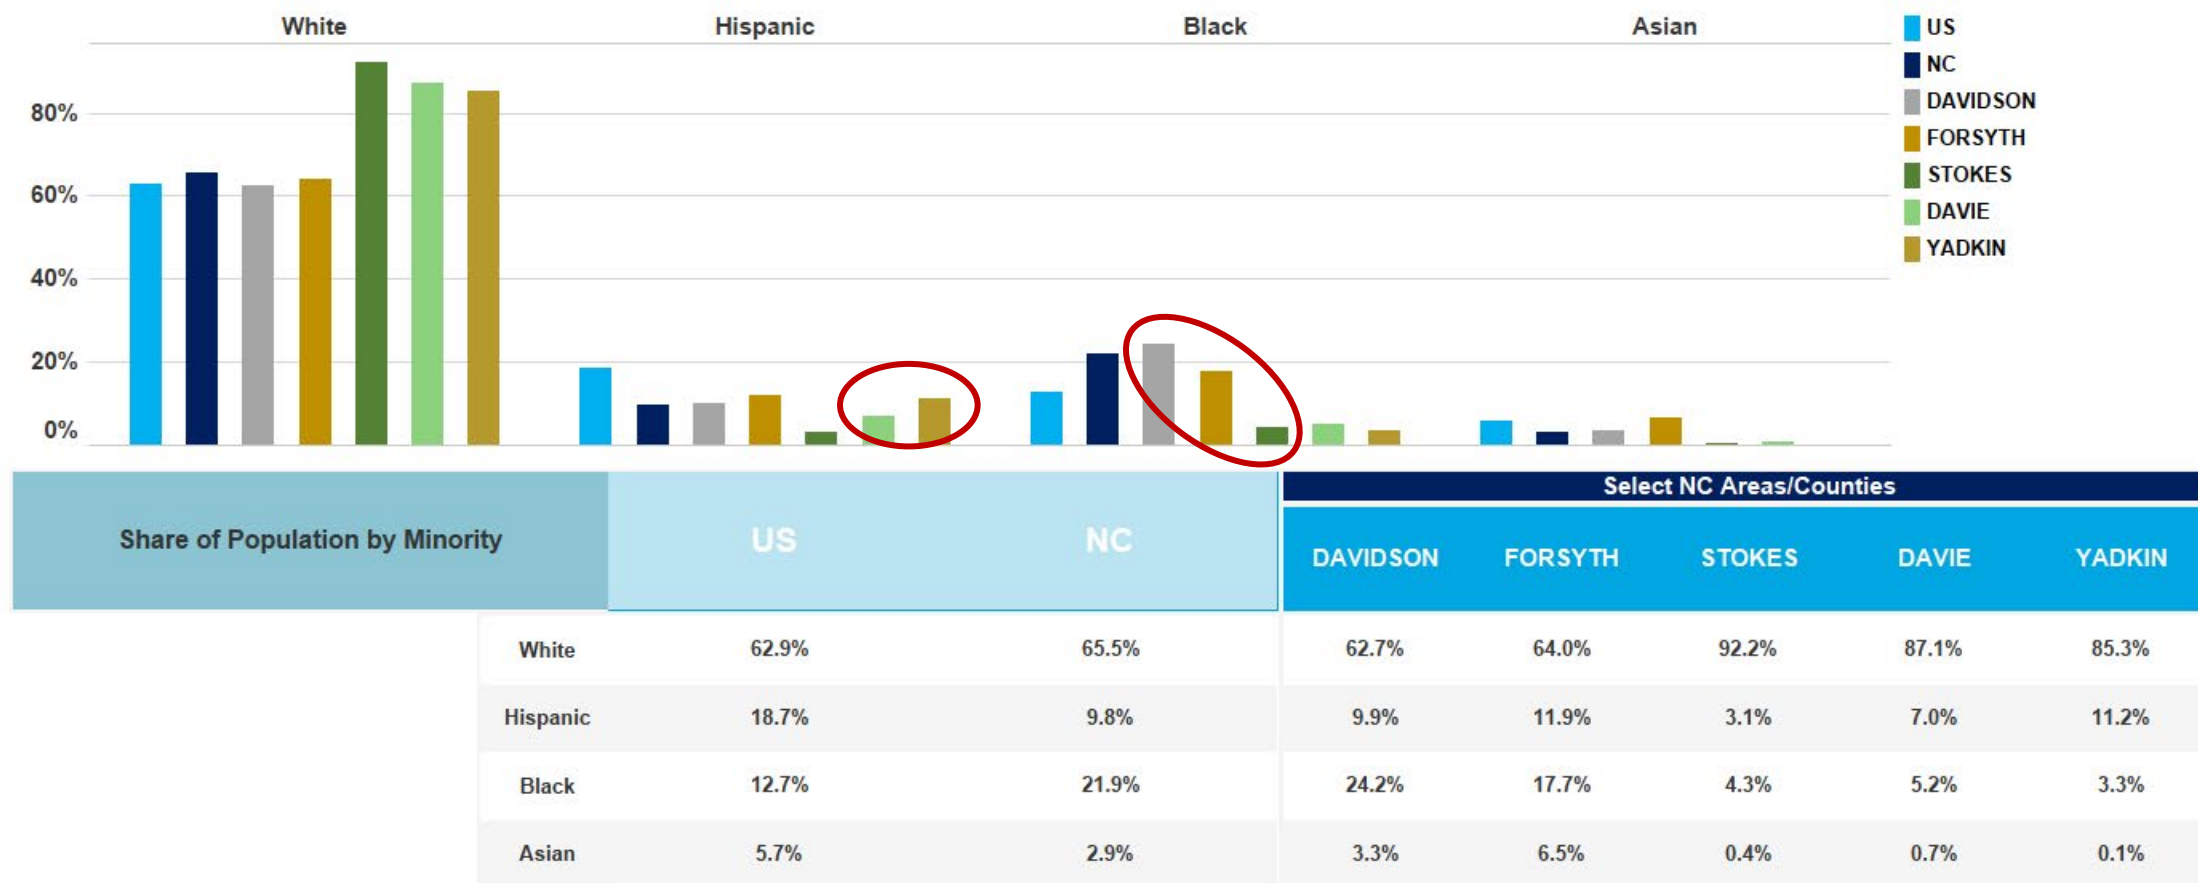 White Hispanic Black Asian
US
NC
DAVIDSON
FORSYTH
STOKES
DAVIE
YADKIN
80%
60%
40%
20%
0%
Share of Population by Minority US NC Select NC Areas/Counties
DAVIDSON FORSYTH STOKES DAVIE YADKIN
White 62.9% 65.5% 62.7% 64.0% 92.2% 87.1% 85.3%
Hispanic 18.7% 9.8% 9.9% 11.9% 3.1% 7.0% 11.2%
Black 12.7% 21.9% 24.2% 17.7% 4.3% 5.2% 3.3%
Asian 5.7% 2.9% 3.3% 6.5% 0.4% 0.7% 0.1%